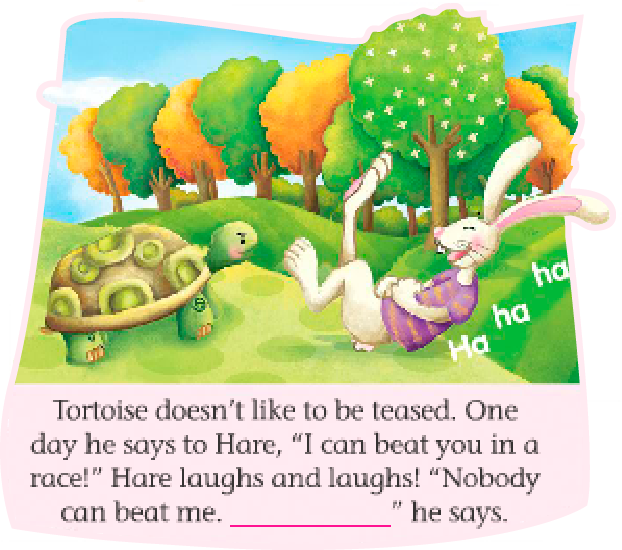 Ha
ha
ha
Tortoise doesn't like to be teased. One
day he says to Hare, "I can beat you in a
race!" Hare laughs and laughs! "Nobody
can beat me. ____________" he says.